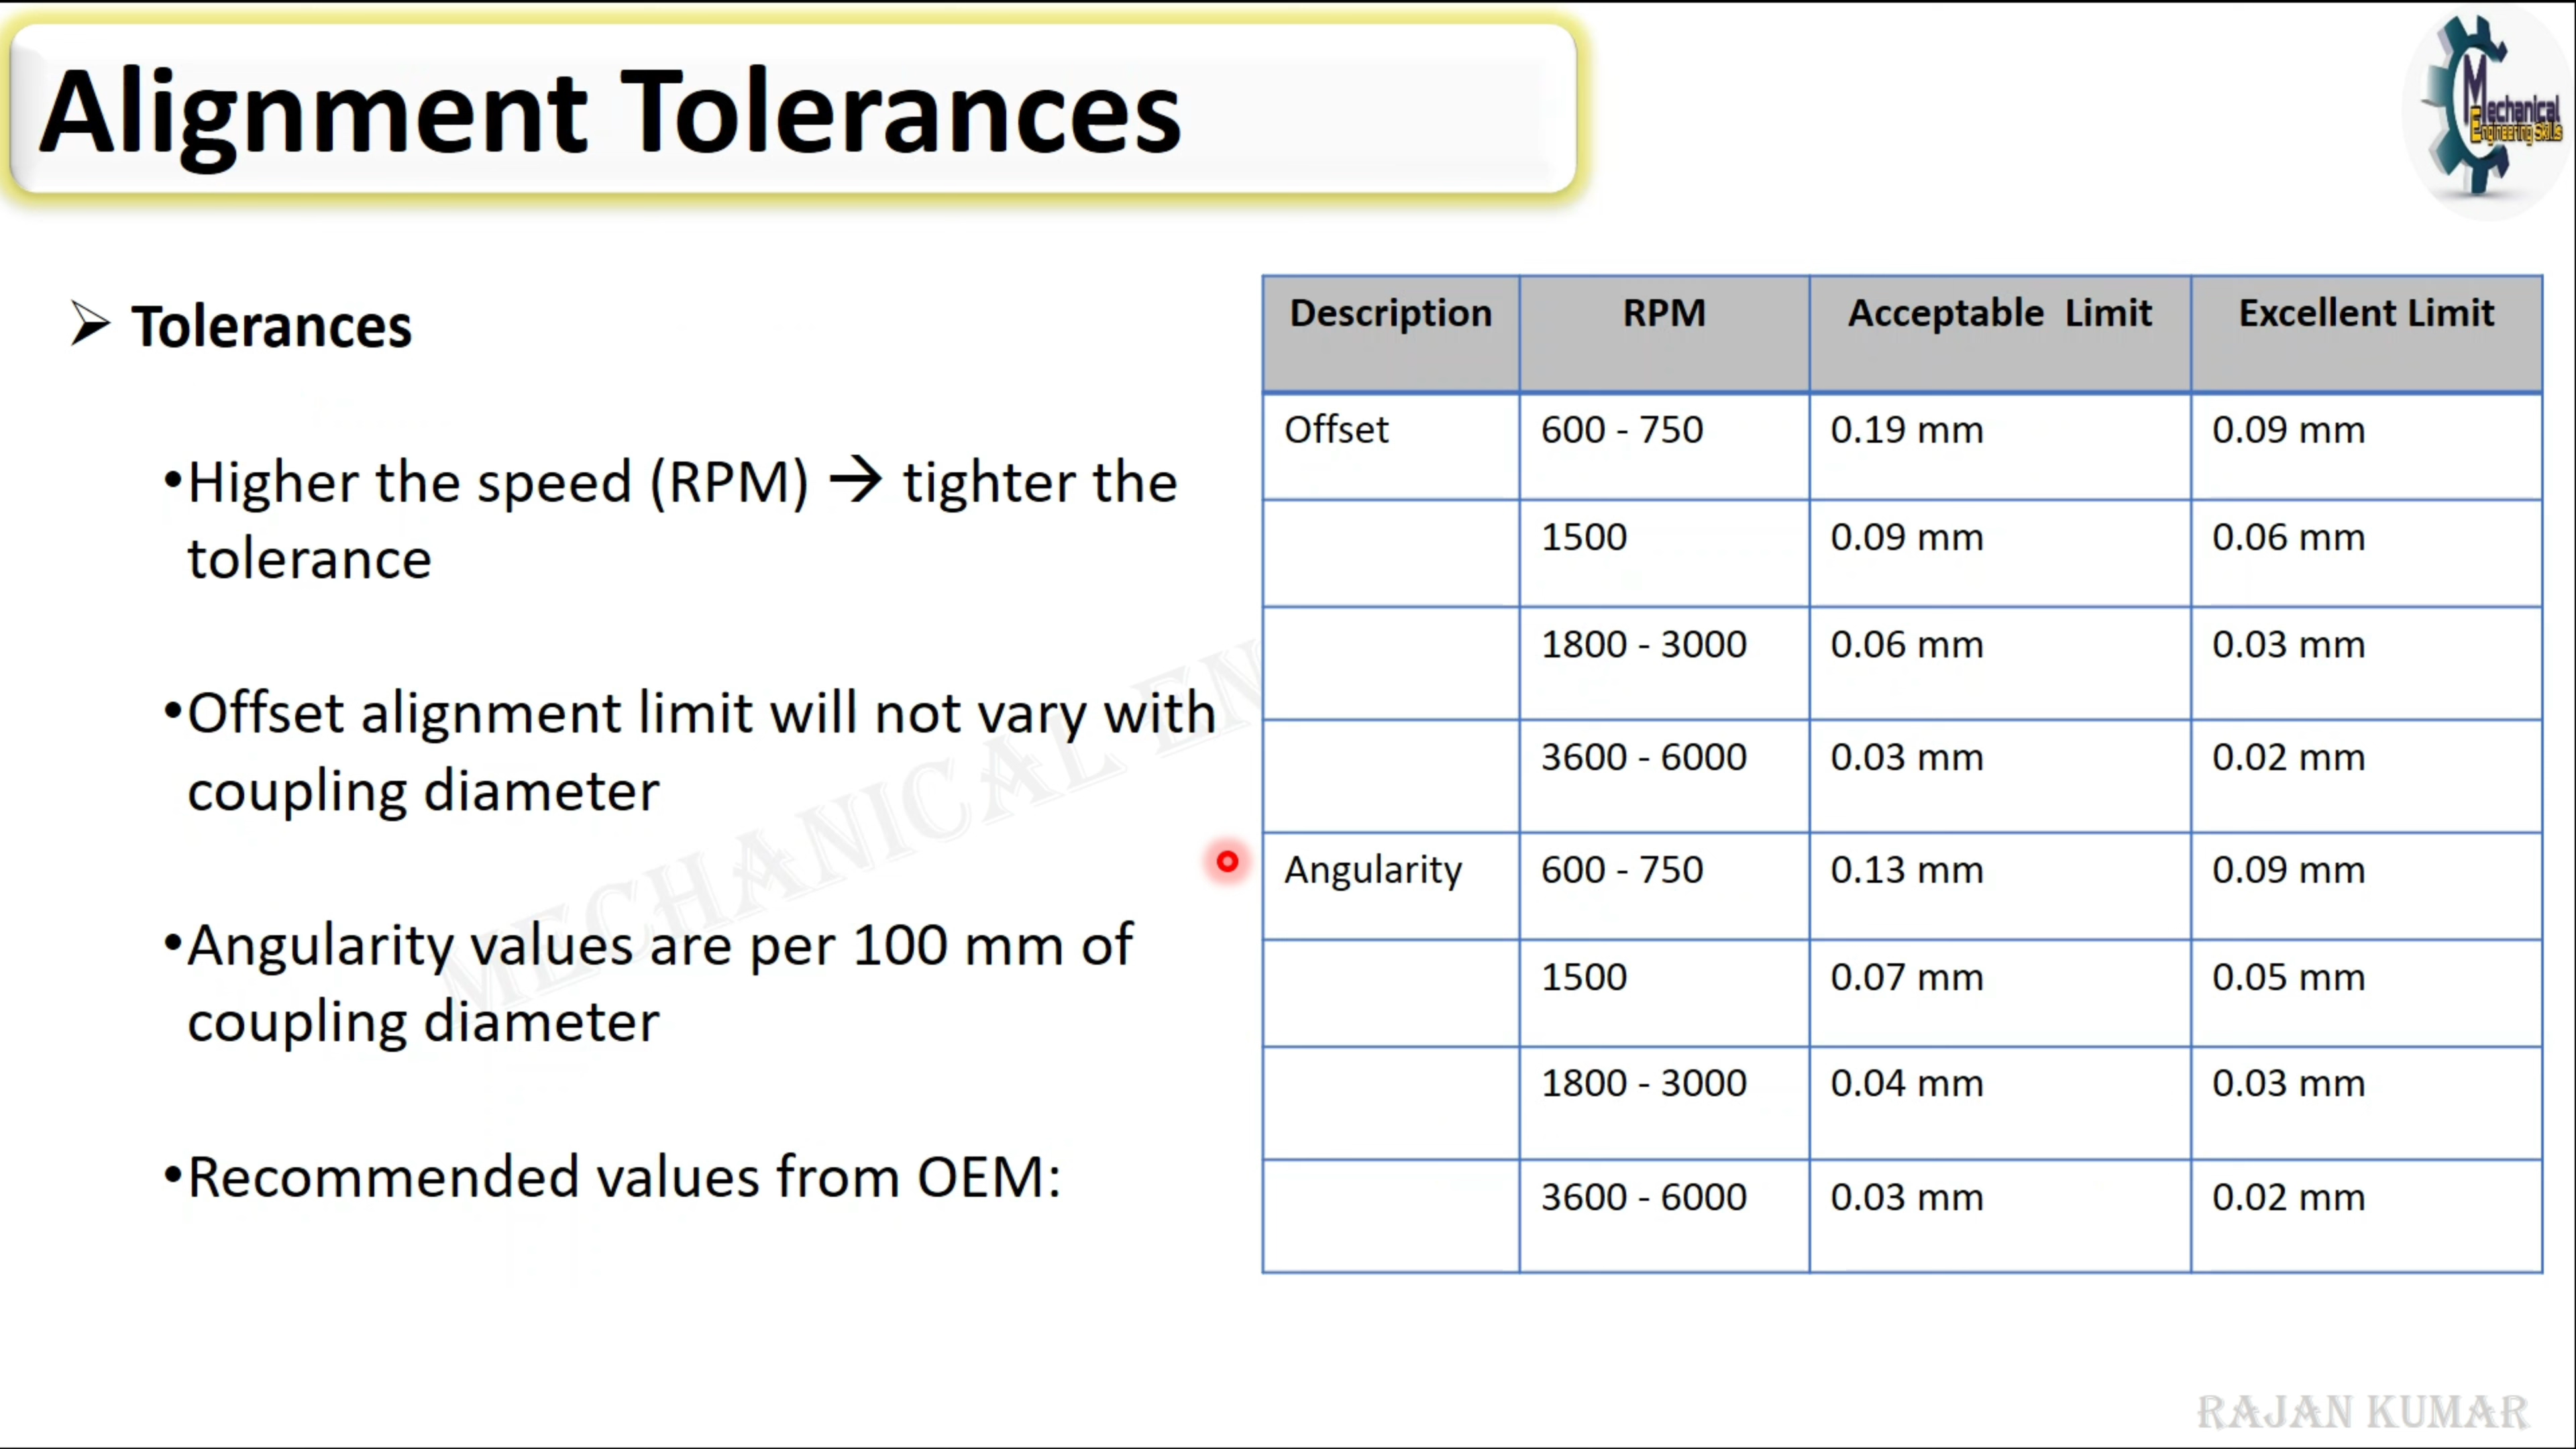 Alignment Tolerances
Mechanical
Engineering Skills
➢ Tolerances
•Higher the speed (RPM) → tighter the
tolerance
•Offset alignment limit will not vary with
coupling diameter
•Angularity values are per 100 mm of
coupling diameter
•Recommended values from OEM:
MECHANICAL EN
Description RPM Acceptable Limit Excellent Limit
Offset 600 - 750 0.19 mm 0.09 mm
1500 0.09 mm 0.06 mm
1800 - 3000 0.06 mm 0.03 mm
3600 - 6000 0.03 mm 0.02 mm
Angularity 600 - 750 0.13 mm 0.09 mm
1500 0.07 mm 0.05 mm
1800 - 3000 0.04 mm 0.03 mm
3600 - 6000 0.03 mm 0.02 mm
RAJAN KUMAR